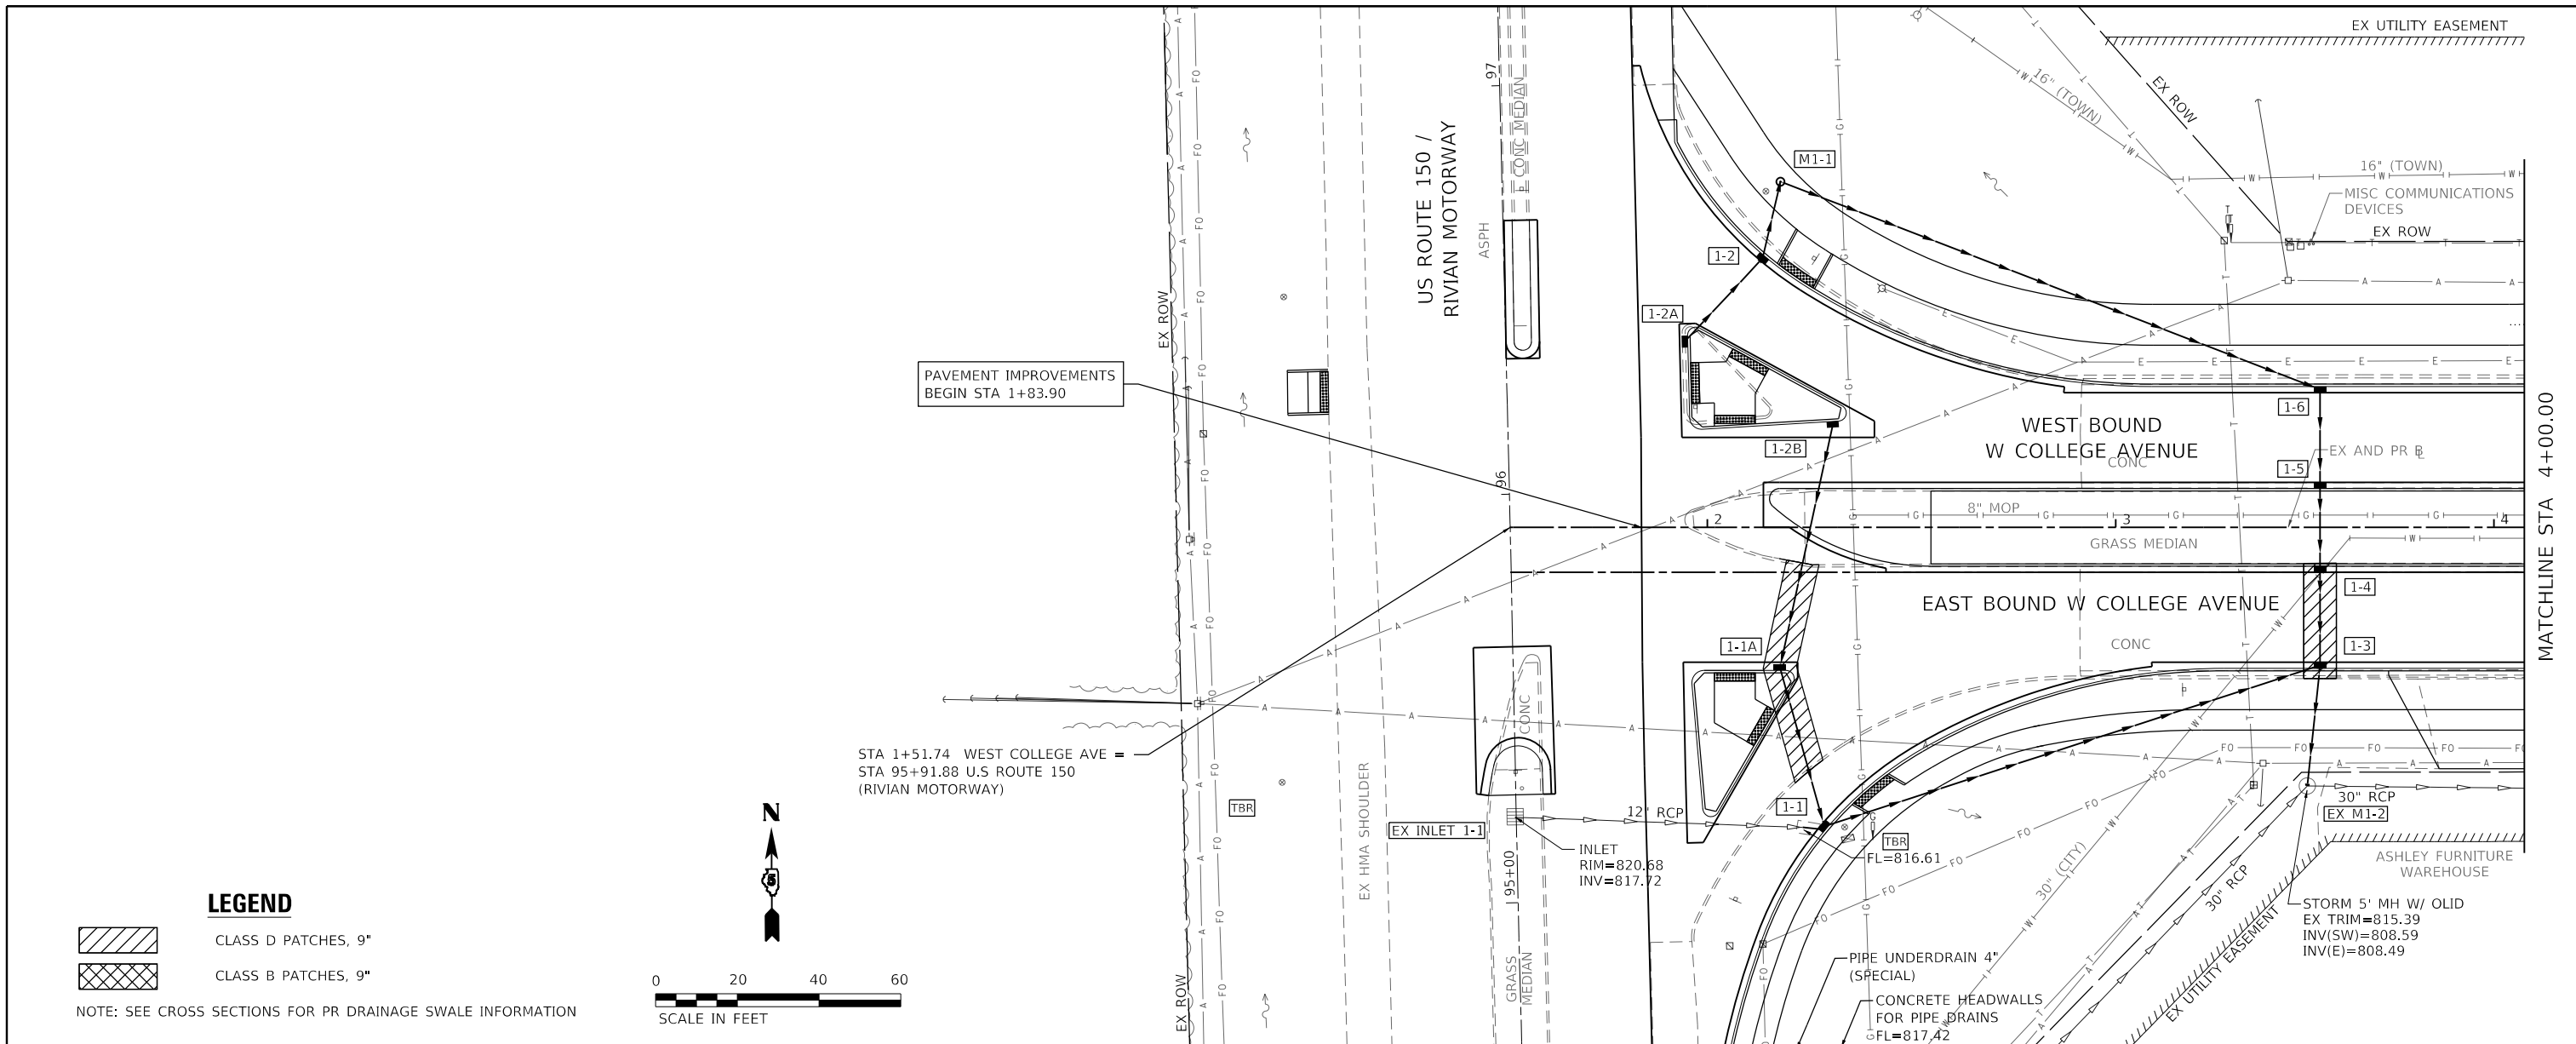 EX UTILITY EASEMENT
16" (TOWN)
EX ROW
16" (TOWN)
MISC COMMUNICATIONS
DEVICES
EX ROW
97
CONC MEDIAN
US ROUTE 150 /
RIVIAN MOTORWAY
ASPH
M1-1
1-2
1-2A
EX ROW
PAVEMENT IMPROVEMENTS
BEGIN STA 1+83.90
1-2B
WEST BOUND
W COLLEGE AVENUE
CONC
1-6
EX AND PR ℄
1-5
MATCHLINE STA 4+00.00
96
8" MOP
2
3
4
GRASS MEDIAN
EAST BOUND W COLLEGE AVENUE
1-4
1-1A
CONC
1-3
CONC
STA 1+51.74 WEST COLLEGE AVE =
STA 95+91.88 U.S ROUTE 150
(RIVIAN MOTORWAY)
TBR
EX HMA SHOULDER
EX INLET 1-1
12" RCP
1-1
TBR
FL=816.61
INLET
RIM=820.68
INV=817.72
95+00
30" RCP
EX M1-2
ASHLEY FURNITURE
WAREHOUSE
30" (CITY)
30" RCP
EX UTILITY EASEMENT
STORM 5' MH W/ OLID
EX TRIM=815.39
INV(SW)=808.59
INV(E)=808.49
PIPE UNDERDRAIN 4"
(SPECIAL)
CONCRETE HEADWALLS
FOR PIPE DRAINS
FL=817.42
GRASS
MEDIAN
EX ROW
N
LEGEND
CLASS D PATCHES, 9"
CLASS B PATCHES, 9"
NOTE: SEE CROSS SECTIONS FOR PR DRAINAGE SWALE INFORMATION
0 20 40 60
SCALE IN FEET